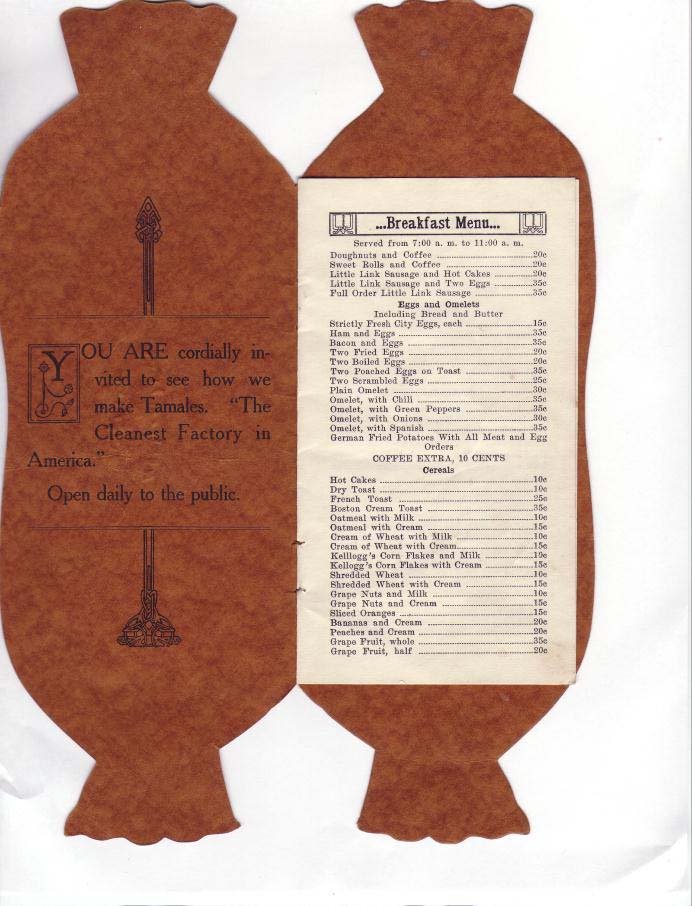 YOU ARE cordially in-
vited to see how we
make Tamales. "The
Cleanest Factory in
America."
Open daily to the public.
...Breakfast Menu...
Served from 7:00 a. m. to 11:00 a. m.
Doughnuts and Coffee 20c
Sweet Rolls and Coffee 20c
Little Link Sausage and Hot Cakes 20c
Little Link Sausage and Two Eggs 35c
Full Order Little Link Sausage 35c
Eggs and Omelets
Including Bread and Butter
Strictly Fresh City Eggs, each 15c
Ham and Eggs 35c
Bacon and Eggs 35c
Two Fried Eggs 20c
Two Boiled Eggs 20c
Two Poached Eggs on Toast 35c
Two Scrambled Eggs 25c
Plain Omelet 30c
Omelet, with Chili 35c
Omelet, with Green Peppers 35c
Omelet, with Onions 30c
Omelet, with Spanish 35c
German Fried Potatoes With All Meat and Egg
Orders
COFFEE EXTRA, 10 CENTS
Cereals
Hot Cakes 10c
Dry Toast 10c
French Toast 25c
Boston Cream Toast 35c
Oatmeal with Milk 10c
Oatmeal with Cream 15c
Cream of Wheat with Milk 10c
Cream of Wheat with Cream 15c
Kelllogg's Corn Flakes and Milk 10c
Kellogg's Corn Flakes with Cream 15c
Shredded Wheat 10c
Shredded Wheat with Cream 15c
Grape Nuts and Milk 10c
Grape Nuts and Cream 15c
Sliced Oranges 15c
Bananas and Cream 20c
Peaches and Cream 20c
Grape Fruit, whole 35c
Grape Fruit, half 20c